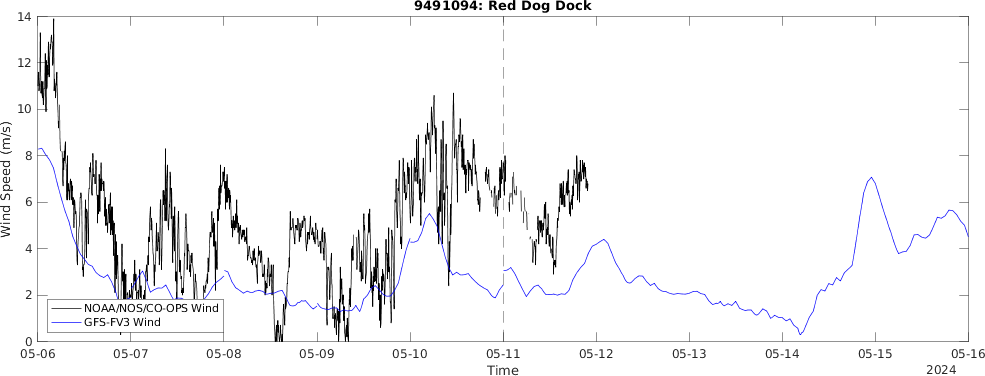 9491094: Red Dog Dock
Wind Speed (m/s)
14
12
10
8
6
4
2
0
NOAA/NOS/CO-OPS Wind
GFS-FV3 Wind
05-06 05-07 05-08 05-09 05-10 05-11 05-12 05-13 05-14 05-15 05-16
Time
2024